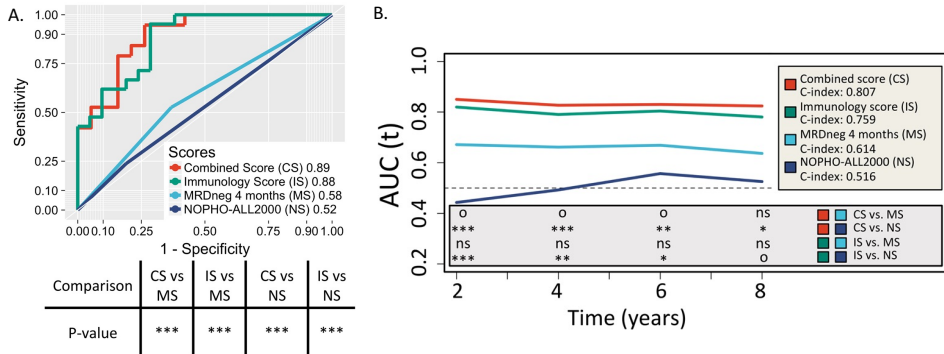 A.
1.00
0.90
0.75
0.50
0.25
0.10
0.00
Sensitivity
Scores
Combined Score (CS) 0.89
Immunology Score (IS) 0.88
MRDneg 4 months (MS) 0.58
NOPHO-ALL2000 (NS) 0.52
0.00 0.10 0.25 0.50 0.75 0.90 1.00
1 - Specificity
Comparison CS vs MS IS vs MS CS vs NS IS vs NS
P-value *** *** *** ***
B.
AUC (t)
1.0
0.8
0.6
0.4
0.2
Combined score (CS)
C-index: 0.807
Immunology score (IS)
C-index: 0.759
MRDneg 4 months (MS)
C-index: 0.614
NOPHO-ALL2000 (NS)
C-index: 0.516
o o o ns CS vs. MS
*** *** ** * CS vs. NS
ns ns ns ns IS vs. MS
*** ** * o IS vs. NS
2 4 6 8
Time (years)